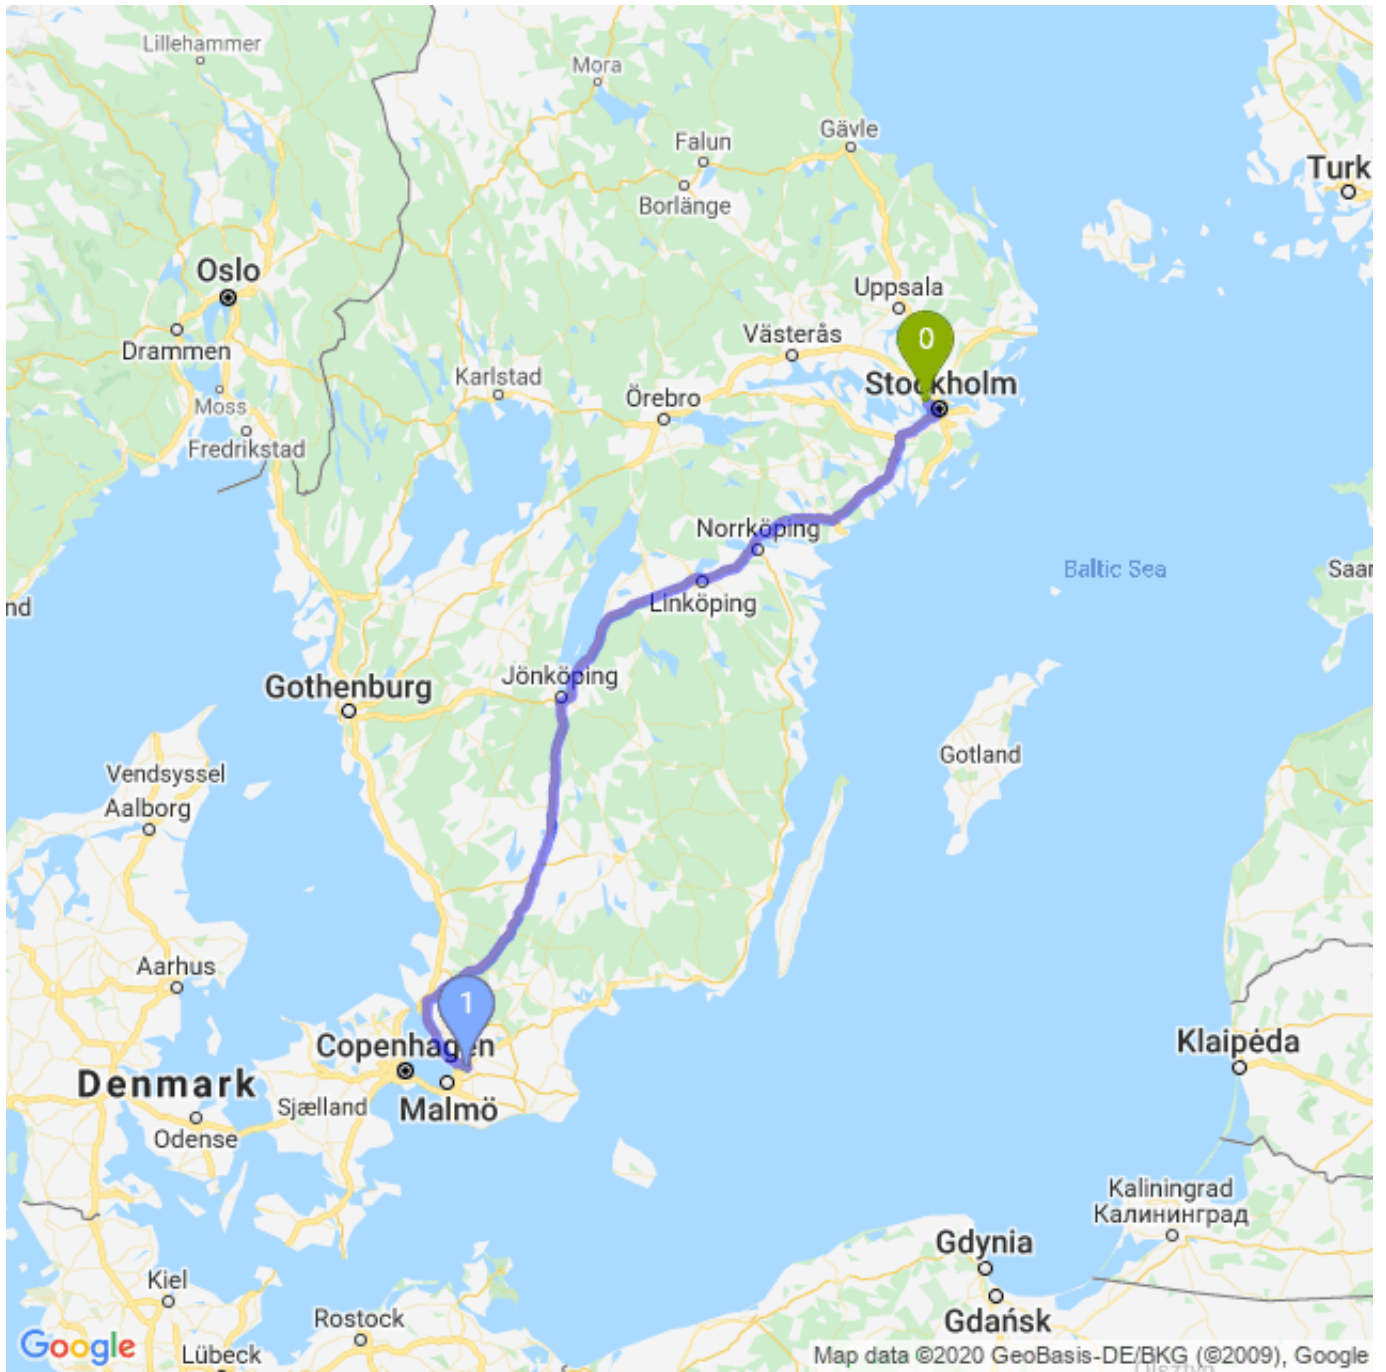 Lillehammer
Mora
Falun
Gävle
Borlänge
Turk
Oslo
Uppsala
Drammen
Västerås
0
Karlstad
Stockholm
Moss
Örebro
Fredrikstad
Norrköping
Baltic Sea
Saar
nd
Linköping
Jönköping
Gothenburg
Gotland
Vendsyssel
Aalborg
Aarhus
1
Copenhagen
Klaipėda
Denmark
Sjælland
Malmö
Odense
Kaliningrad
Калининград
Gdynia
Kiel
Rostock
Gdańsk
Google
Lübeck
Map data ©2020 GeoBasis-DE/BKG (©2009), Google